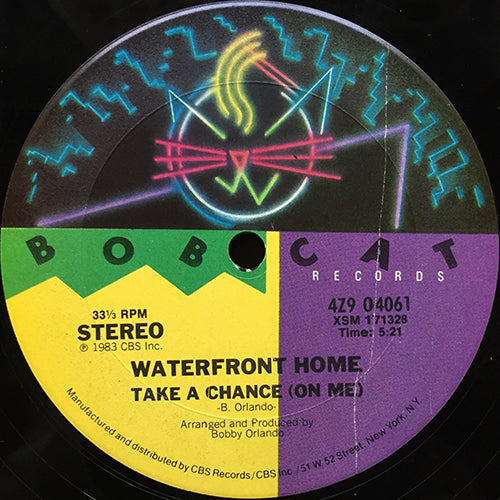 BOBCAT
RECORDS
33⅓ RPM
STEREO
℗ 1983 CBS Inc.
4Z9 04061
XSM 171328
Time: 5:21
WATERFRONT HOME
TAKE A CHANCE (ON ME)
-B. Orlando-
Arranged and Produced by
Bobby Orlando
Manufactured and distributed by CBS Records/CBS Inc./51 W. 52 Street, New York, N.Y.